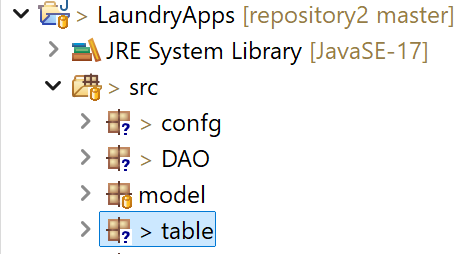 > LaundryApps [repository2 master]
JRE System Library [JavaSE-17]
> src
> confg
> DAO
model
> table